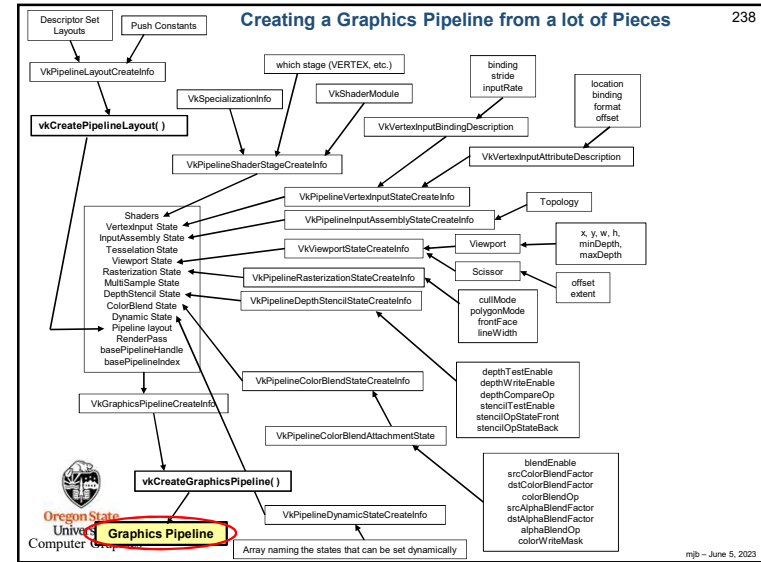 Creating a Graphics Pipeline from a lot of Pieces
238
Descriptor Set
Layouts
Push Constants
VkPipelineLayoutCreateInfo
vkCreatePipelineLayout( )
which stage (VERTEX, etc.)
VkSpecializationInfo
VkShaderModule
VkPipelineShaderStageCreateInfo
binding
stride
inputRate
location
binding
format
offset
VkVertexInputBindingDescription
VkVertexInputAttributeDescription
VkPipelineVertexInputStateCreateInfo
Topology
VkPipelineInputAssemblyStateCreateInfo
Shaders
VertexInput State
InputAssembly State
Tesselation State
Viewport State
Rasterization State
MultiSample State
DepthStencil State
ColorBlend State
Dynamic State
Pipeline layout
RenderPass
basePipelineHandle
basePipelineIndex
VkViewportStateCreateInfo
Viewport
x, y, w, h,
minDepth,
maxDepth
Scissor
offset
extent
VkPipelineRasterizationStateCreateInfo
cullMode
polygonMode
frontFace
lineWidth
VkPipelineDepthStencilStateCreateInfo
depthTestEnable
depthWriteEnable
depthCompareOp
stencilTestEnable
stencilOpStateFront
stencilOpStateBack
VkPipelineColorBlendStateCreateInfo
VkGraphicsPipelineCreateInfo
VkPipelineColorBlendAttachmentState
blendEnable
srcColorBlendFactor
dstColorBlendFactor
colorBlendOp
srcAlphaBlendFactor
dstAlphaBlendFactor
alphaBlendOp
colorWriteMask
vkCreateGraphicsPipeline( )
VkPipelineDynamicStateCreateInfo
Array naming the states that can be set dynamically
Oregon State
Graphics Pipeline
Computer
mjb – June 5, 2023